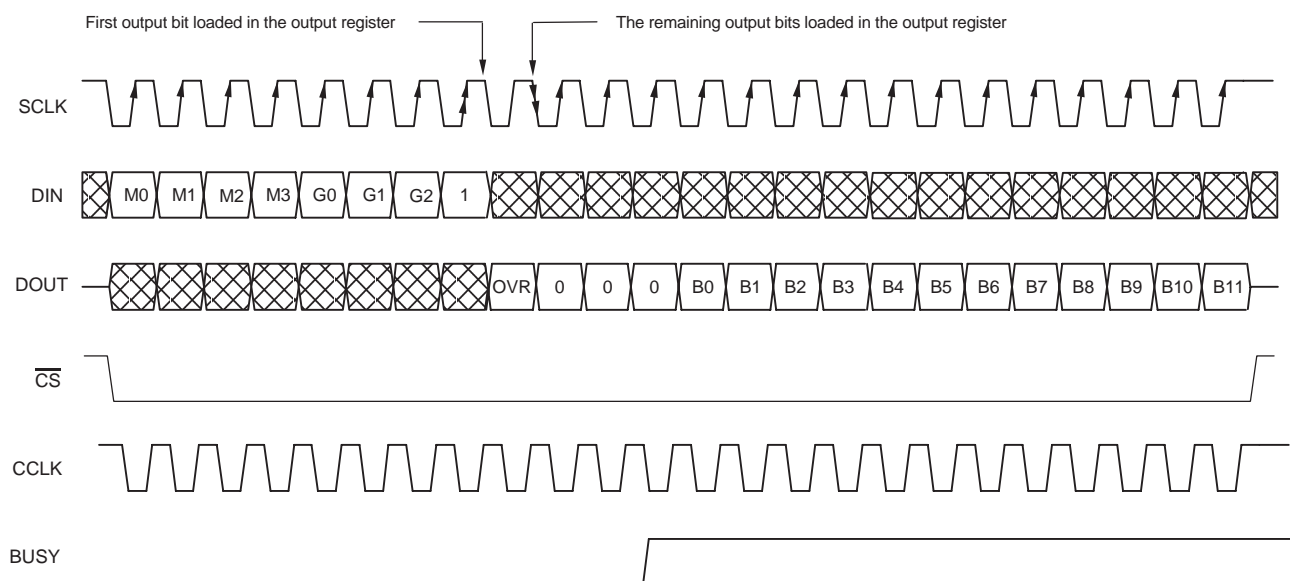 First output bit loaded in the output register The remaining output bits loaded in the output register
SCLK
DIN M0 M1 M2 M3 G0 G1 G2 1
DOUT OVR 0 0 0 B0 B1 B2 B3 B4 B5 B6 B7 B8 B9 B10 B11
CS
CCLK
BUSY